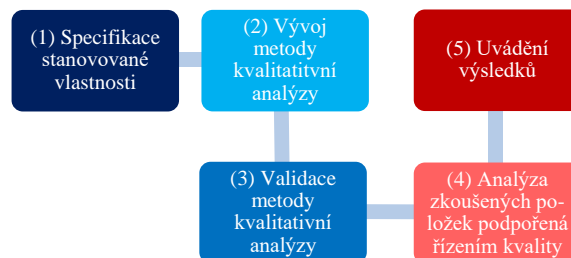 (1) Specifikace
stanovované
vlastnosti
(2) Vývoj
metody
kvalitatitvní
analýzy
(3) Validace
metody
kvalitativní
analýzy
(4) Analýza
zkoušených po-
ložek podpořená
řízením kvality
(5) Uvádění
výsledků